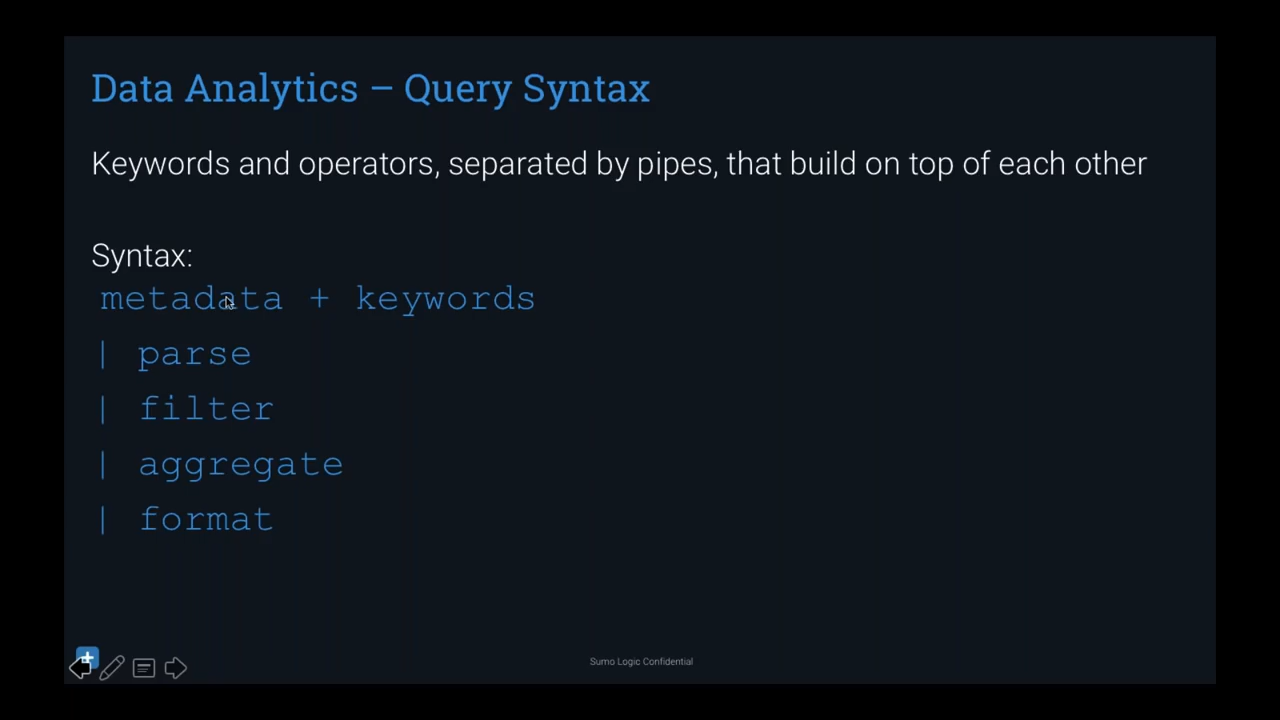 Data Analytics – Query Syntax
Keywords and operators, separated by pipes, that build on top of each other
Syntax:
metadata + keywords
| parse
| filter
| aggregate
| format
Sumo Logic Confidential